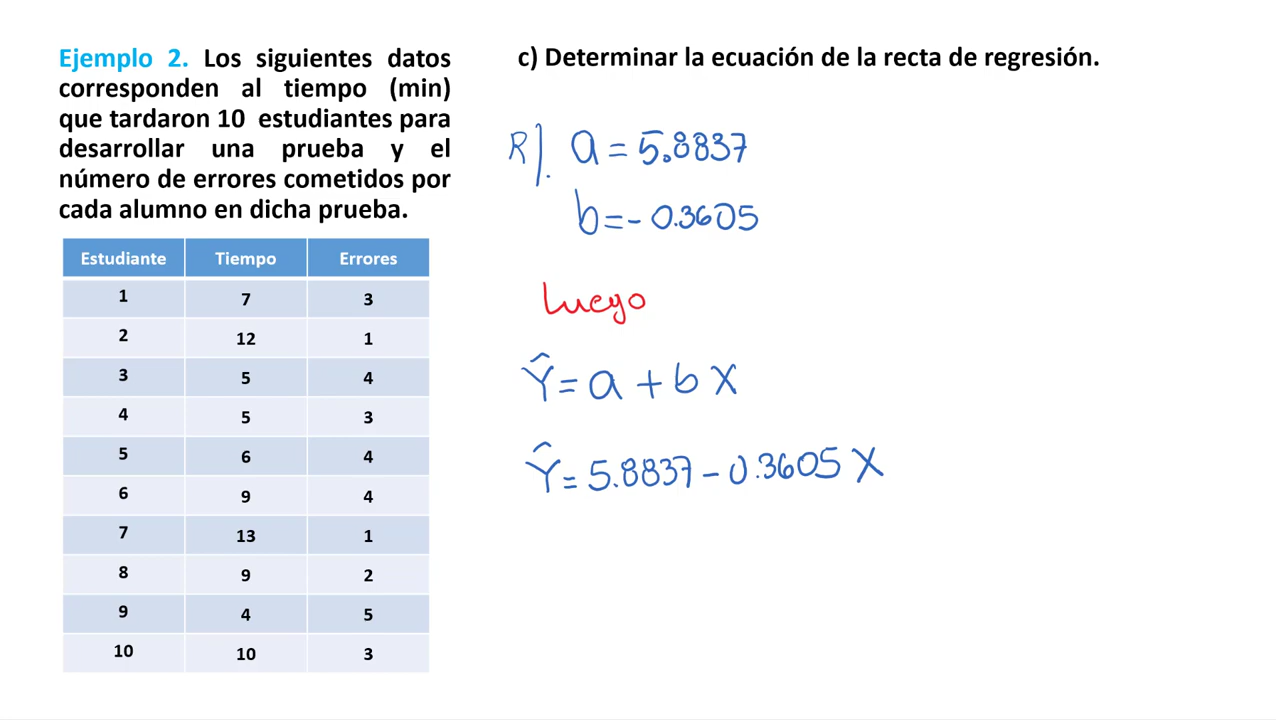 Ejemplo 2. Los siguientes datos
corresponden al tiempo (min)
que tardaron 10 estudiantes para
desarrollar una prueba y el
número de errores cometidos por
cada alumno en dicha prueba.
Estudiante Tiempo Errores
1 7 3
2 12 1
3 5 4
4 5 3
5 6 4
6 9 4
7 13 1
8 9 2
9 4 5
10 10 3
c) Determinar la ecuación de la recta de regresión.
R/. a = 5.8837
b = - 0.3605
Luego
Ŷ = a + b X
Ŷ = 5.8837 - 0.3605 X